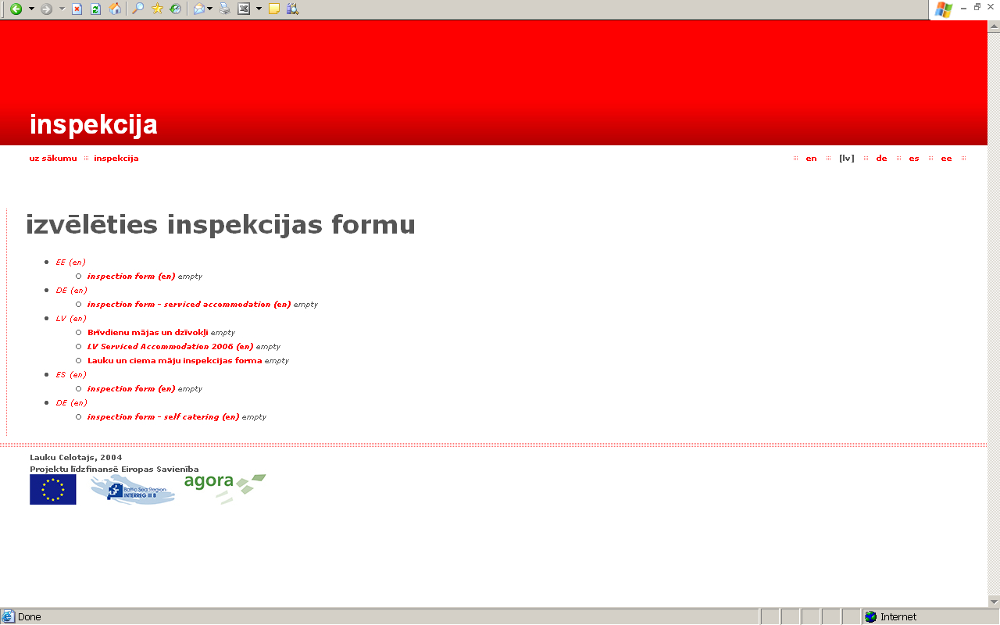 inspekcija
uz sākumu inspekcija en [lv] de es ee
izvēlēties inspekcijas formu
EE (en)
inspection form (en) empty
DE (en)
inspection form - serviced accommodation (en) empty
LV (en)
Brīvdienu mājas un dzīvokļi empty
LV Serviced Accommodation 2006 (en) empty
Lauku un ciema māju inspekcijas forma empty
ES (en)
inspection form (en) empty
DE (en)
inspection form - self catering (en) empty
Lauku Celotajs, 2004
Projektu līdzfinansē Eiropas Savienība
Baltic Sea Region
INTERREG III B
agora
Done Internet